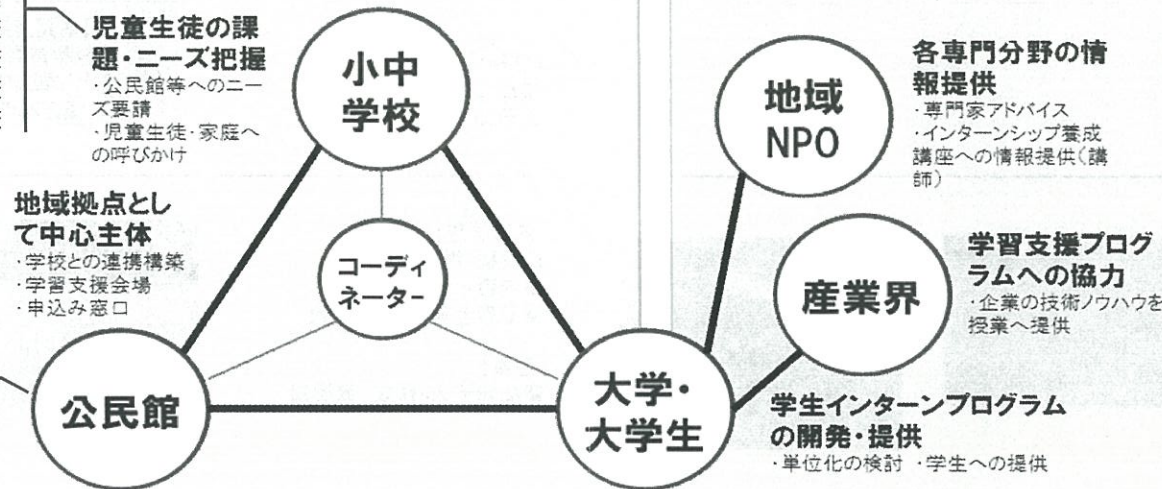 児童生徒の課
題・ニーズ把握
・公民館等へのニー
ズ要請
・児童生徒・家庭へ
の呼びかけ
小中
学校
地域
NPO
各専門分野の情
報提供
・専門家アドバイス
・インターンシップ養成
講座への情報提供(講
師)
地域拠点とし
て中心主体
・学校との連携構築
・学習支援会場
・申込み窓口
コーディ
ネーター
産業界
学習支援プログ
ラムへの協力
・企業の技術ノウハウを
授業へ提供
公民館
大学・
大学生
学生インターンプログラム
の開発・提供
・単位化の検討 ・学生への提供